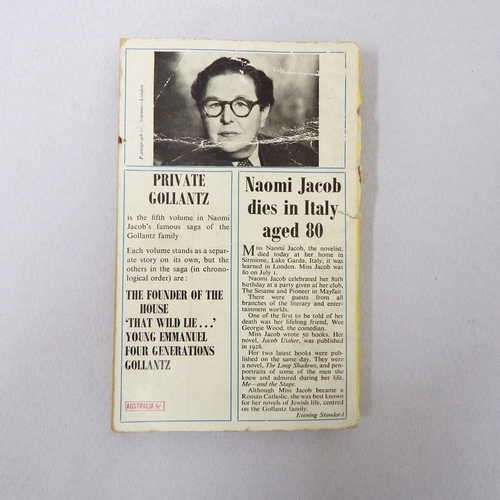 PRIVATE
GOLLANTZ
is the fifth volume in Naomi
Jacob's famous saga of the
Gollantz family
Each volume stands as a separ-
ate story on its own, but the
others in the saga (in chrono-
logical order) are :
THE FOUNDER OF THE
HOUSE
'THAT WILD LIE . . .'
YOUNG EMMANUEL
FOUR GENERATIONS
GOLLANTZ
AUSTRALIA
Naomi Jacob
dies in Italy
aged 80
Miss Naomi Jacob, the novelist,
died today at her home in
Sirmione, Lake Garda, Italy, it was
learned in London. Miss Jacob was
80 on July 1.
Naomi Jacob celebrated her 80th
birthday at a party given at her club,
The Sesame and Pioneer in Mayfair.
There were guests from all
branches of the literary and enter-
tainment worlds.
One of the first to be told of her
death was her lifelong friend, Wee
Georgie Wood, the comedian.
Miss Jacob wrote 50 books. Her
novel, Jacob Ussher, was published
in 1926.
Her two latest books were pub-
lished on the same day. They were
a novel, The Long Shadows, and pen-
portraits of some of the men she
knew and admired during her life,
Me—and the Stage.
Although Miss Jacob became a
Roman Catholic, she was best known
for her novels of Jewish life, centred
on the Gollantz family.
Evening Standard